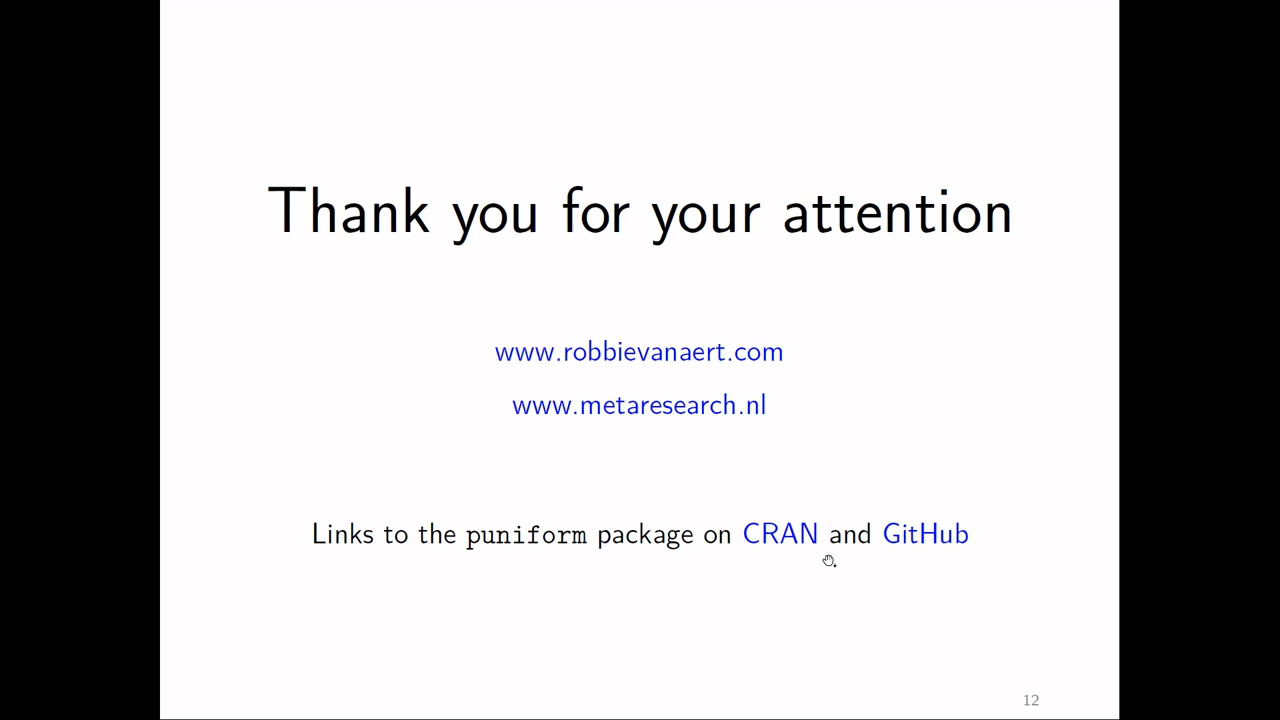 Thank you for your attention
www.robbievanaert.com
www.metaresearch.nl
Links to the puniform package on CRAN and GitHub
12